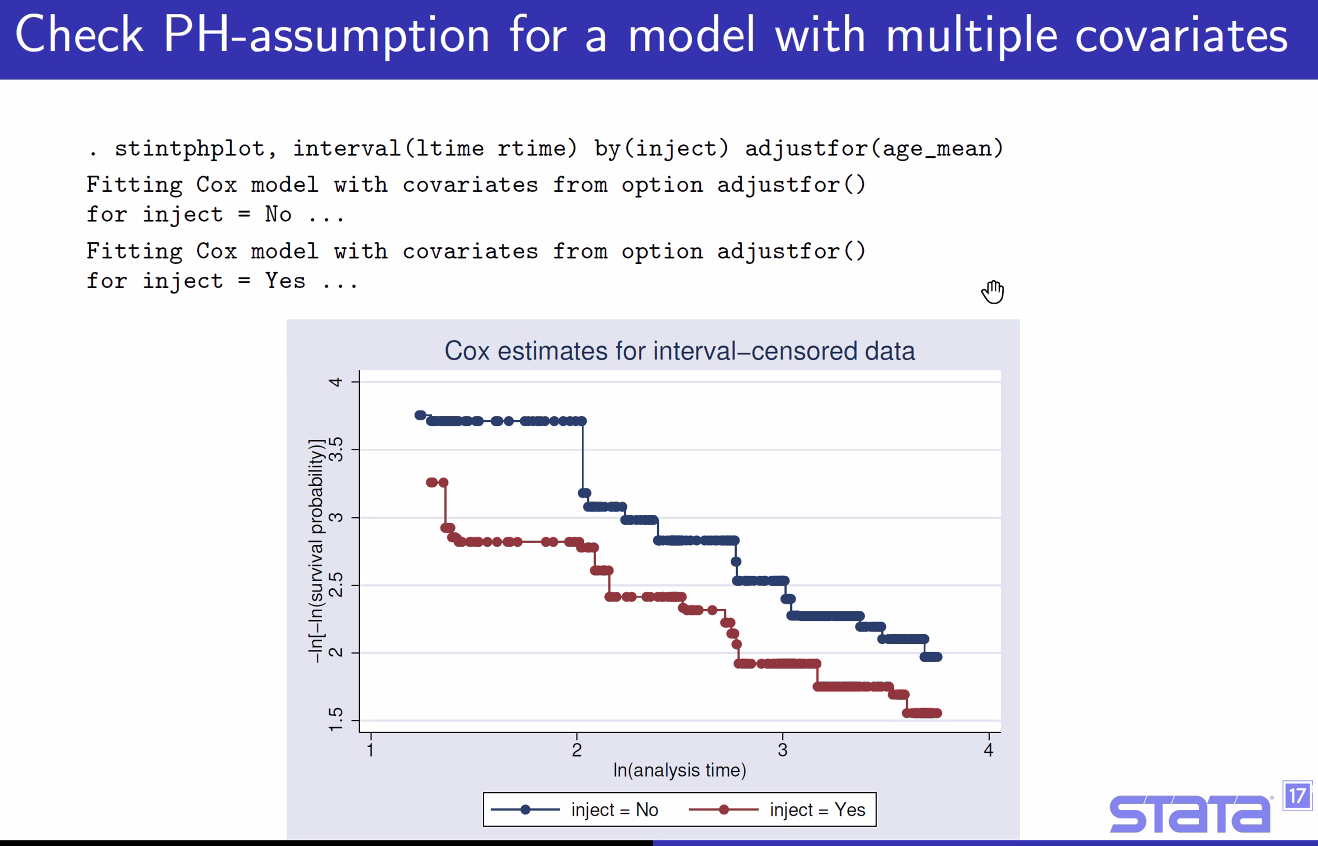 Check PH-assumption for a model with multiple covariates
. stintphplot, interval(ltime rtime) by(inject) adjustfor(age_mean)
Fitting Cox model with covariates from option adjustfor()
for inject = No ...
Fitting Cox model with covariates from option adjustfor()
for inject = Yes ...
Cox estimates for interval−censored data
−ln[−ln(survival probability)]
4
3.5
3
2.5
2
1.5
1 2 3 4
ln(analysis time)
inject = No inject = Yes
stata 17